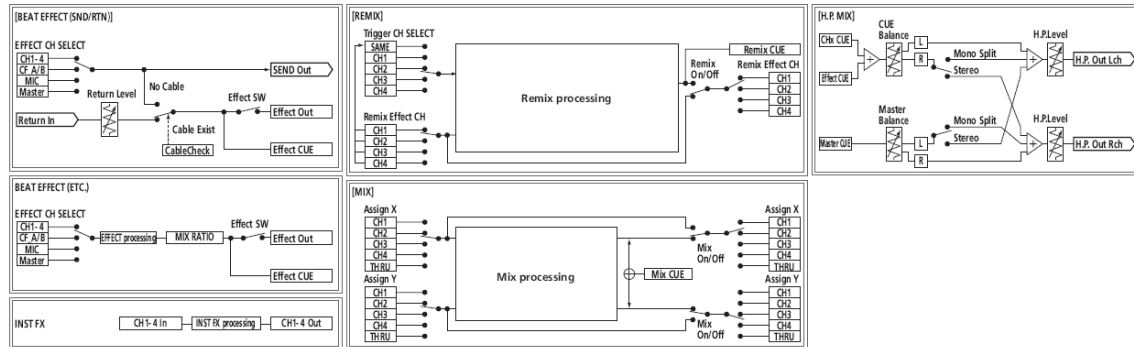 [BEAT EFFECT (SND/RTN)]
EFFECT CH SELECT
CH1- 4
CF A/B
MIC
Master
SEND Out
No Cable
Return Level
Effect SW
Return In
Effect Out
Cable Exist
CableCheck
Effect CUE
BEAT EFFECT (ETC.)
EFFECT CH SELECT
CH1- 4
CF A/B
MIC
Master
EFFECT processing
MIX RATIO
Effect SW
Effect Out
Effect CUE
INST FX
CH1- 4 In
INST FX processing
CH1- 4 Out
[REMIX]
Trigger CH SELECT
SAME
CH1
CH2
CH3
CH4
Remix Effect CH
CH1
CH2
CH3
CH4
Remix processing
Remix CUE
Remix
On/Off
Remix Effect CH
CH1
CH2
CH3
CH4
[MIX]
Assign X
CH1
CH2
CH3
CH4
THRU
Assign Y
CH1
CH2
CH3
CH4
THRU
Mix processing
Mix CUE
Mix
On/Off
Mix
On/Off
Assign X
CH1
CH2
CH3
CH4
THRU
Assign Y
CH1
CH2
CH3
CH4
THRU
[H.P. MIX]
CUE
Balance
CHx CUE
Effect CUE
L
R
Mono Split
Stereo
H.P.Level
H.P. Out Lch
Master
Balance
Master CUE
L
R
Mono Split
Stereo
H.P.Level
H.P. Out Rch